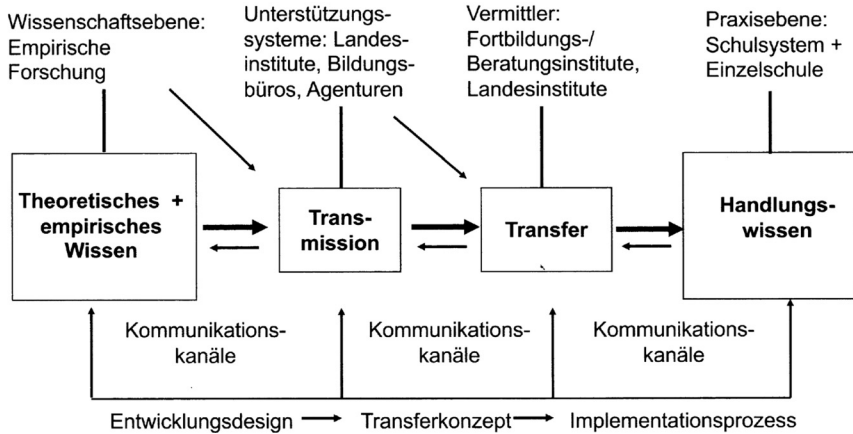 Wissenschaftsebene:
Empirische
Forschung
Unterstützungs-
systeme: Landes-
institute, Bildungs-
büros, Agenturen
Vermittler:
Fortbildungs-/
Beratungsinstitute,
Landesinstitute
Praxisebene:
Schulsystem +
Einzelschule
Theoretisches +
empirisches
Wissen
Trans-
mission
Transfer
Handlungs-
wissen
Kommunikations-
kanäle
Kommunikations-
kanäle
Kommunikations-
kanäle
Entwicklungsdesign
Transferkonzept
Implementationsprozess